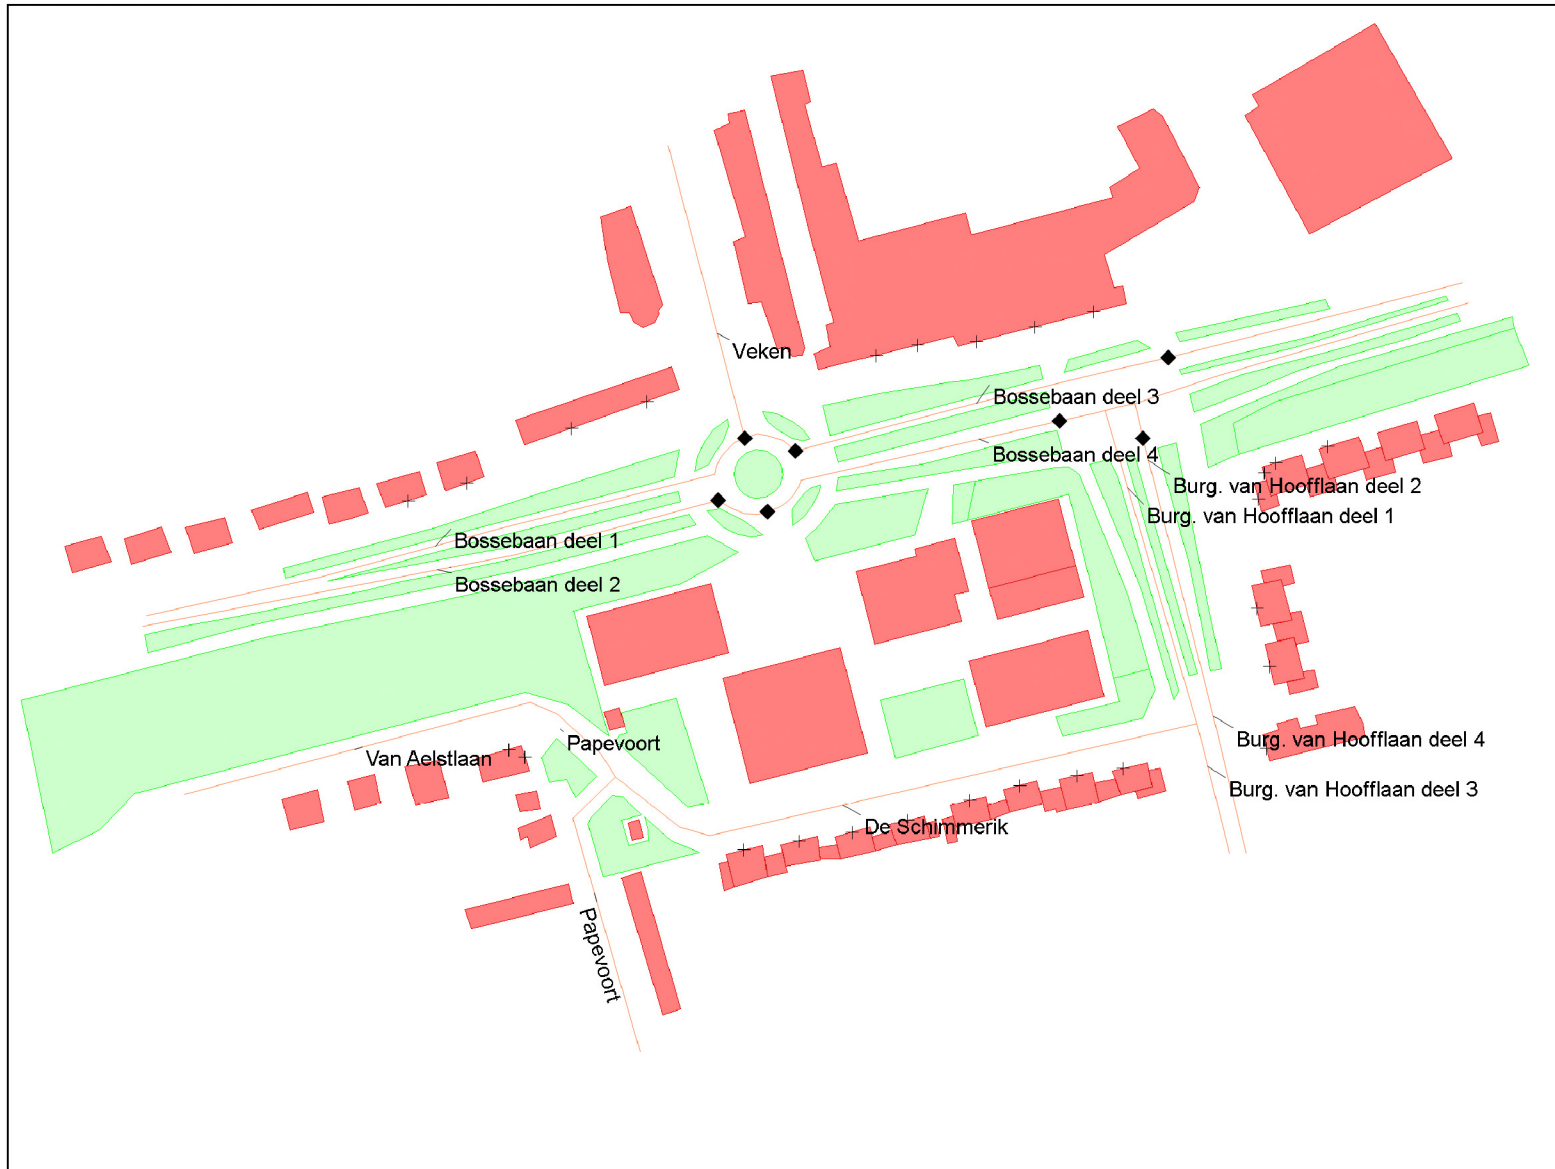 Veken
Bossebaan deel 3
Bossebaan deel 4
Burg. van Hoofflaan deel 2
Burg. van Hoofflaan deel 1
Bossebaan deel 1
Bossebaan deel 2
Papevoort
Van Aelstlaan
Burg. van Hoofflaan deel 4
Burg. van Hoofflaan deel 3
De Schimmerik
Papevoort